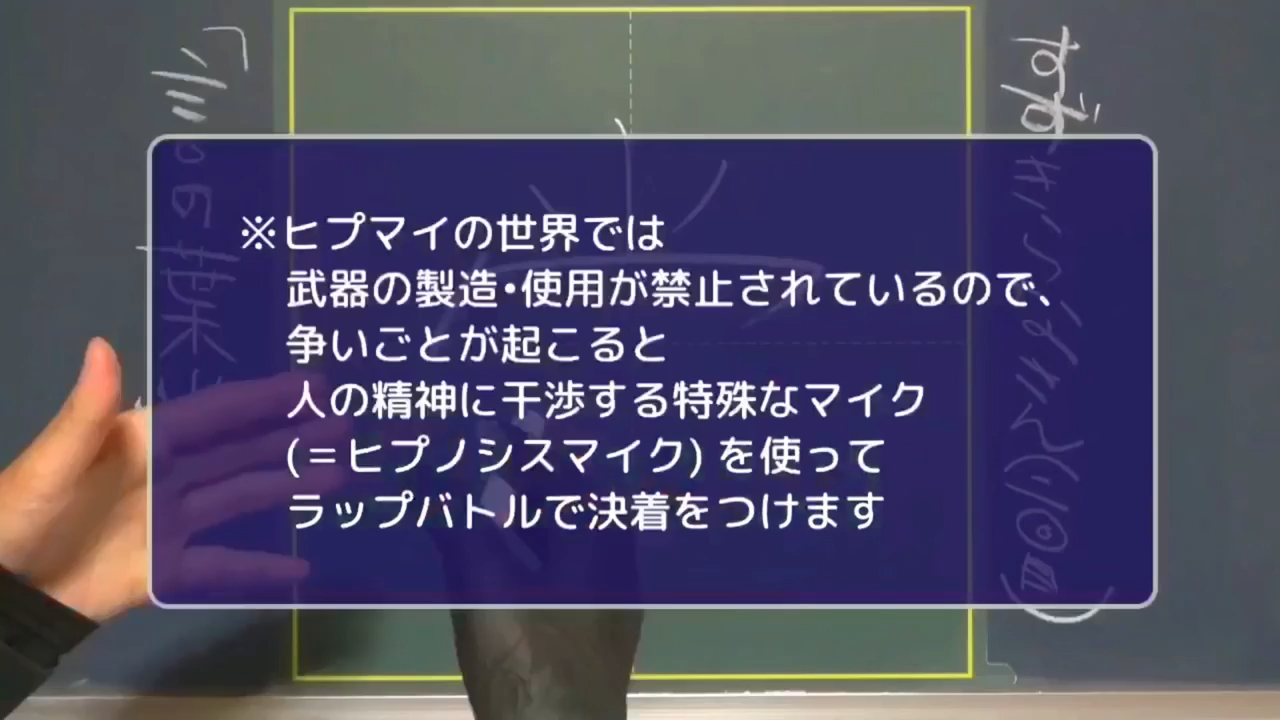 ※ヒプマイの世界では
武器の製造・使用が禁止されているので、
争いごとが起こると
人の精神に干渉する特殊なマイク
(=ヒプノシスマイク) を使って
ラップバトルで決着をつけます